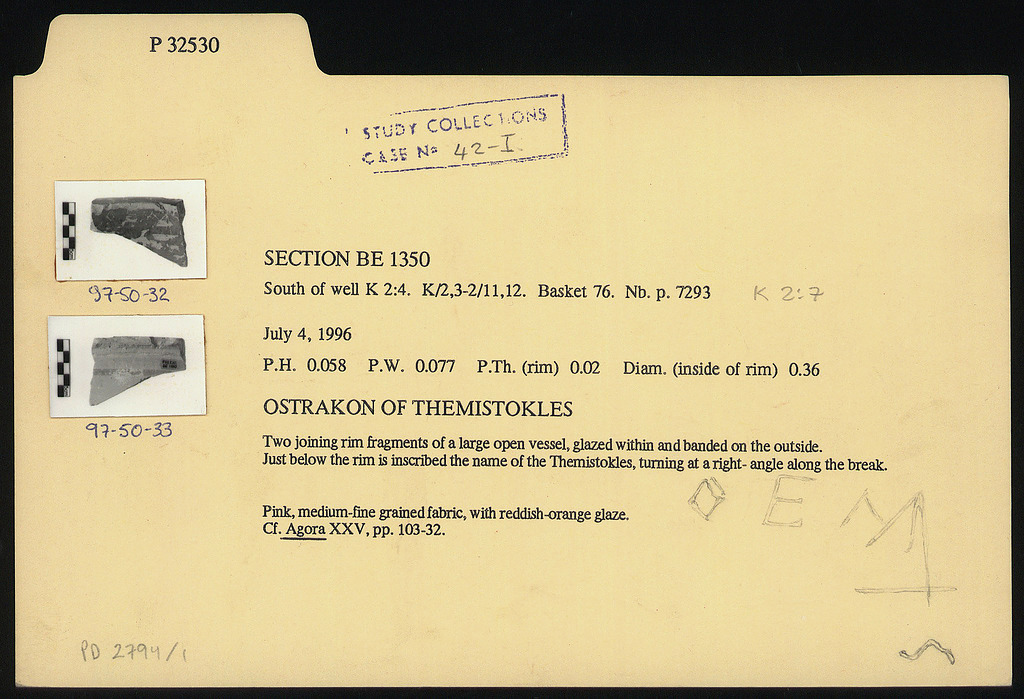 P 32530
STUDY COLLECTIONS
CASE Nº 42-I
97-50-32
SECTION BE 1350
South of well K 2:4. K/2,3-2/11,12. Basket 76. Nb. p. 7293 K 2:7
July 4, 1996
P.H. 0.058 P.W. 0.077 P.Th. (rim) 0.02 Diam. (inside of rim) 0.36
97-50-33
OSTRAKON OF THEMISTOKLES
Two joining rim fragments of a large open vessel, glazed within and banded on the outside.
Just below the rim is inscribed the name of the Themistokles, turning at a right- angle along the break.
Pink, medium-fine grained fabric, with reddish-orange glaze.
Cf. Agora XXV, pp. 103-32.
PD 2794/1